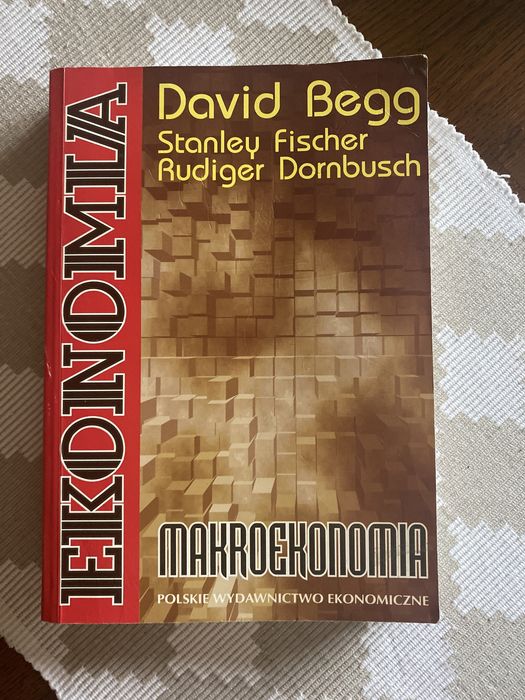 EKONOMIA
David Begg
Stanley Fischer
Rudiger Dornbusch
MAKROEKONOMIA
POLSKIE WYDAWNICTWO EKONOMICZNE